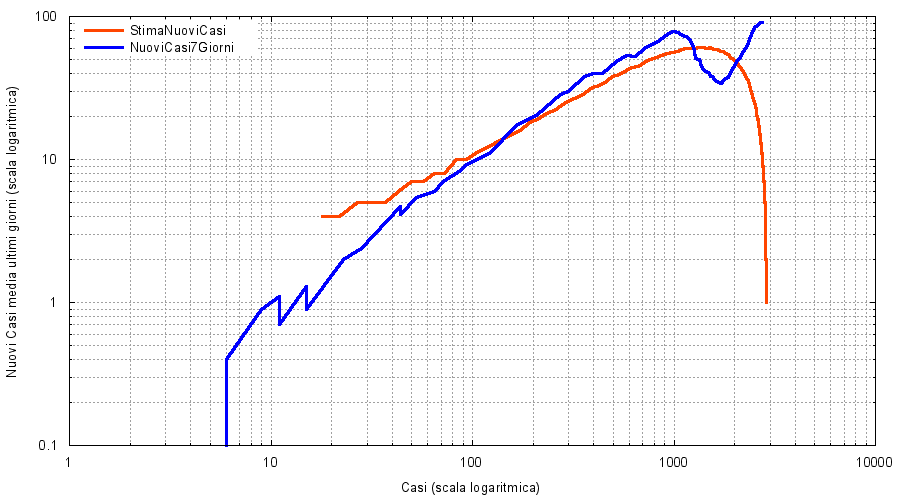 100
StimaNuoviCasi
NuoviCasi7Giorni
10
1
0.1
Nuovi Casi media ultimi giorni (scala logaritmica)
1 10 100 1000 10000
Casi (scala logaritmica)